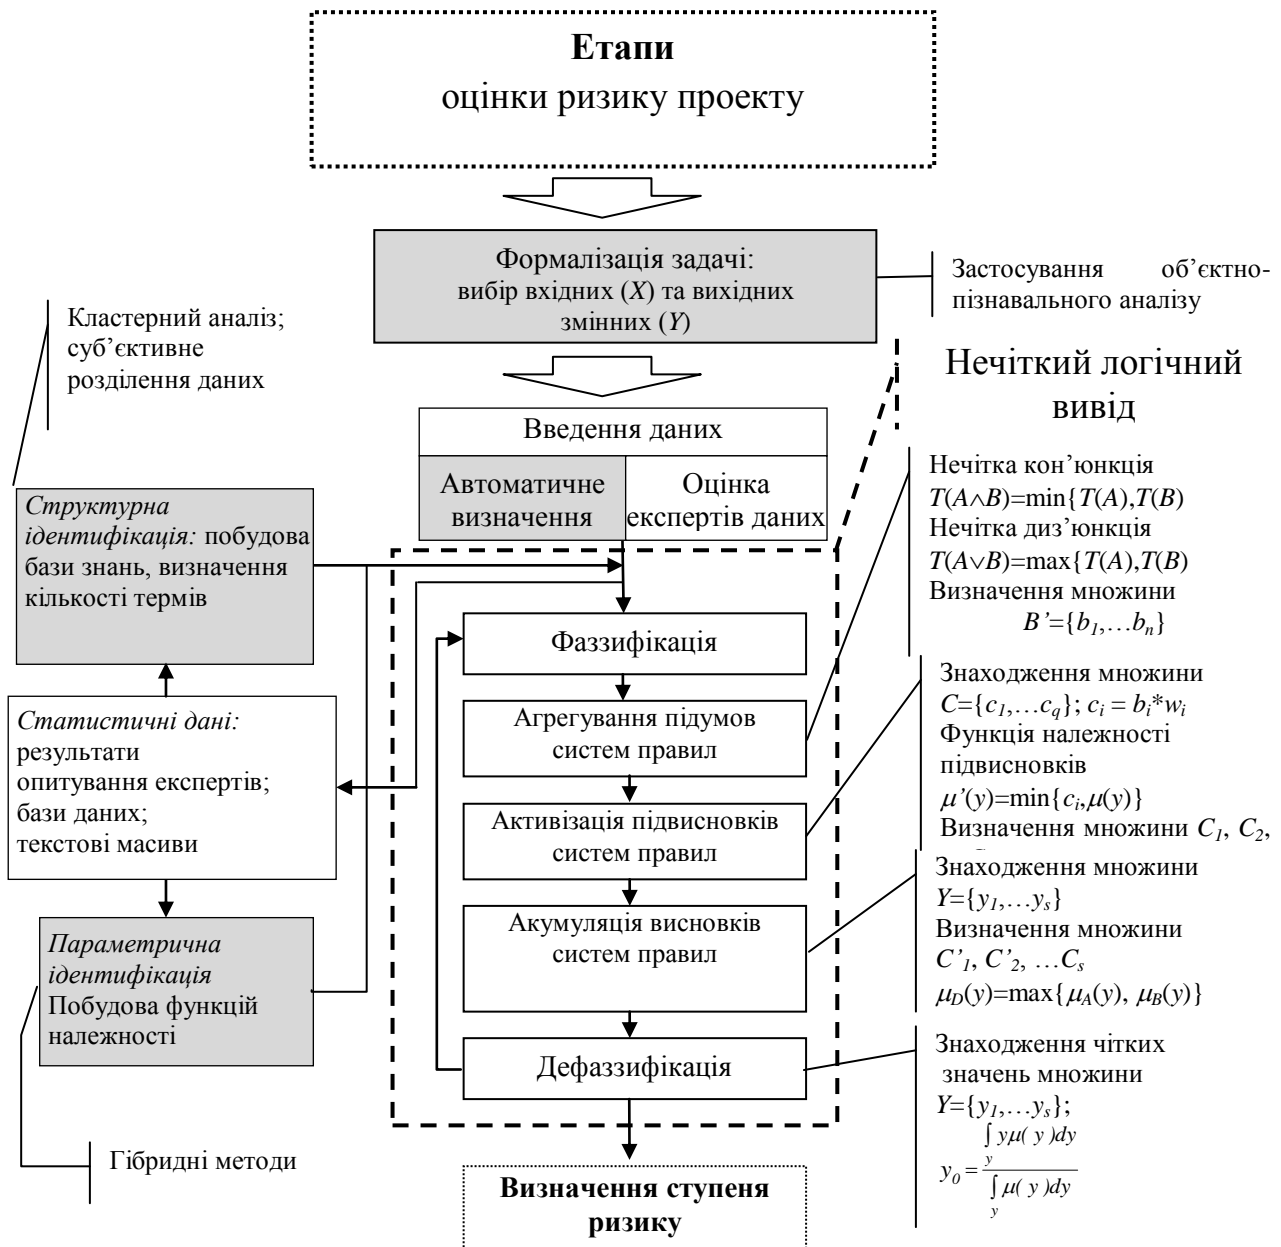 Етапи
оцінки ризику проекту
Формалізація задачі:
вибір вхідних (X) та вихідних
змінних (Y)
Застосування об’єктно-
пізнавального аналізу
Кластерний аналіз;
суб’єктивне
розділення даних
Нечіткий логічний
вивід
Введення даних
Автоматичне
визначення
Оцінка
експертів даних
Структурна
ідентифікація: побудова
бази знань, визначення
кількості термів
Нечітка кон’юнкція
T(A∧B)=min{T(A),T(B)
Нечітка диз’юнкція
T(A∨B)=max{T(A),T(B)
Визначення множини
B’={b1,…bn}
Фаззифікація
Агрегування підумов
систем правил
Знаходження множини
C={c1,…cq}; ci = bi*wi
Функція належності
підвисновків
μ’(y)=min{ci,μ(y)}
Визначення множини C1, C2,
Статистичні дані:
результати
опитування експертів;
бази даних;
текстові масиви
Активізація підвисновків
систем правил
Акумуляція висновків
систем правил
Знаходження множини
Y={y1,…ys}
Визначення множини
C’1, C’2, …Cs
μD(y)=max{μA(y), μB(y)}
Параметрична
ідентифікація
Побудова функцій
належності
Дефаззифікація
Знаходження чітких
значень множини
Y={y1,…ys};
y0 = ∫y yμ( y )dy / ∫y μ( y )dy
Гібридні методи
Визначення ступеня
ризику